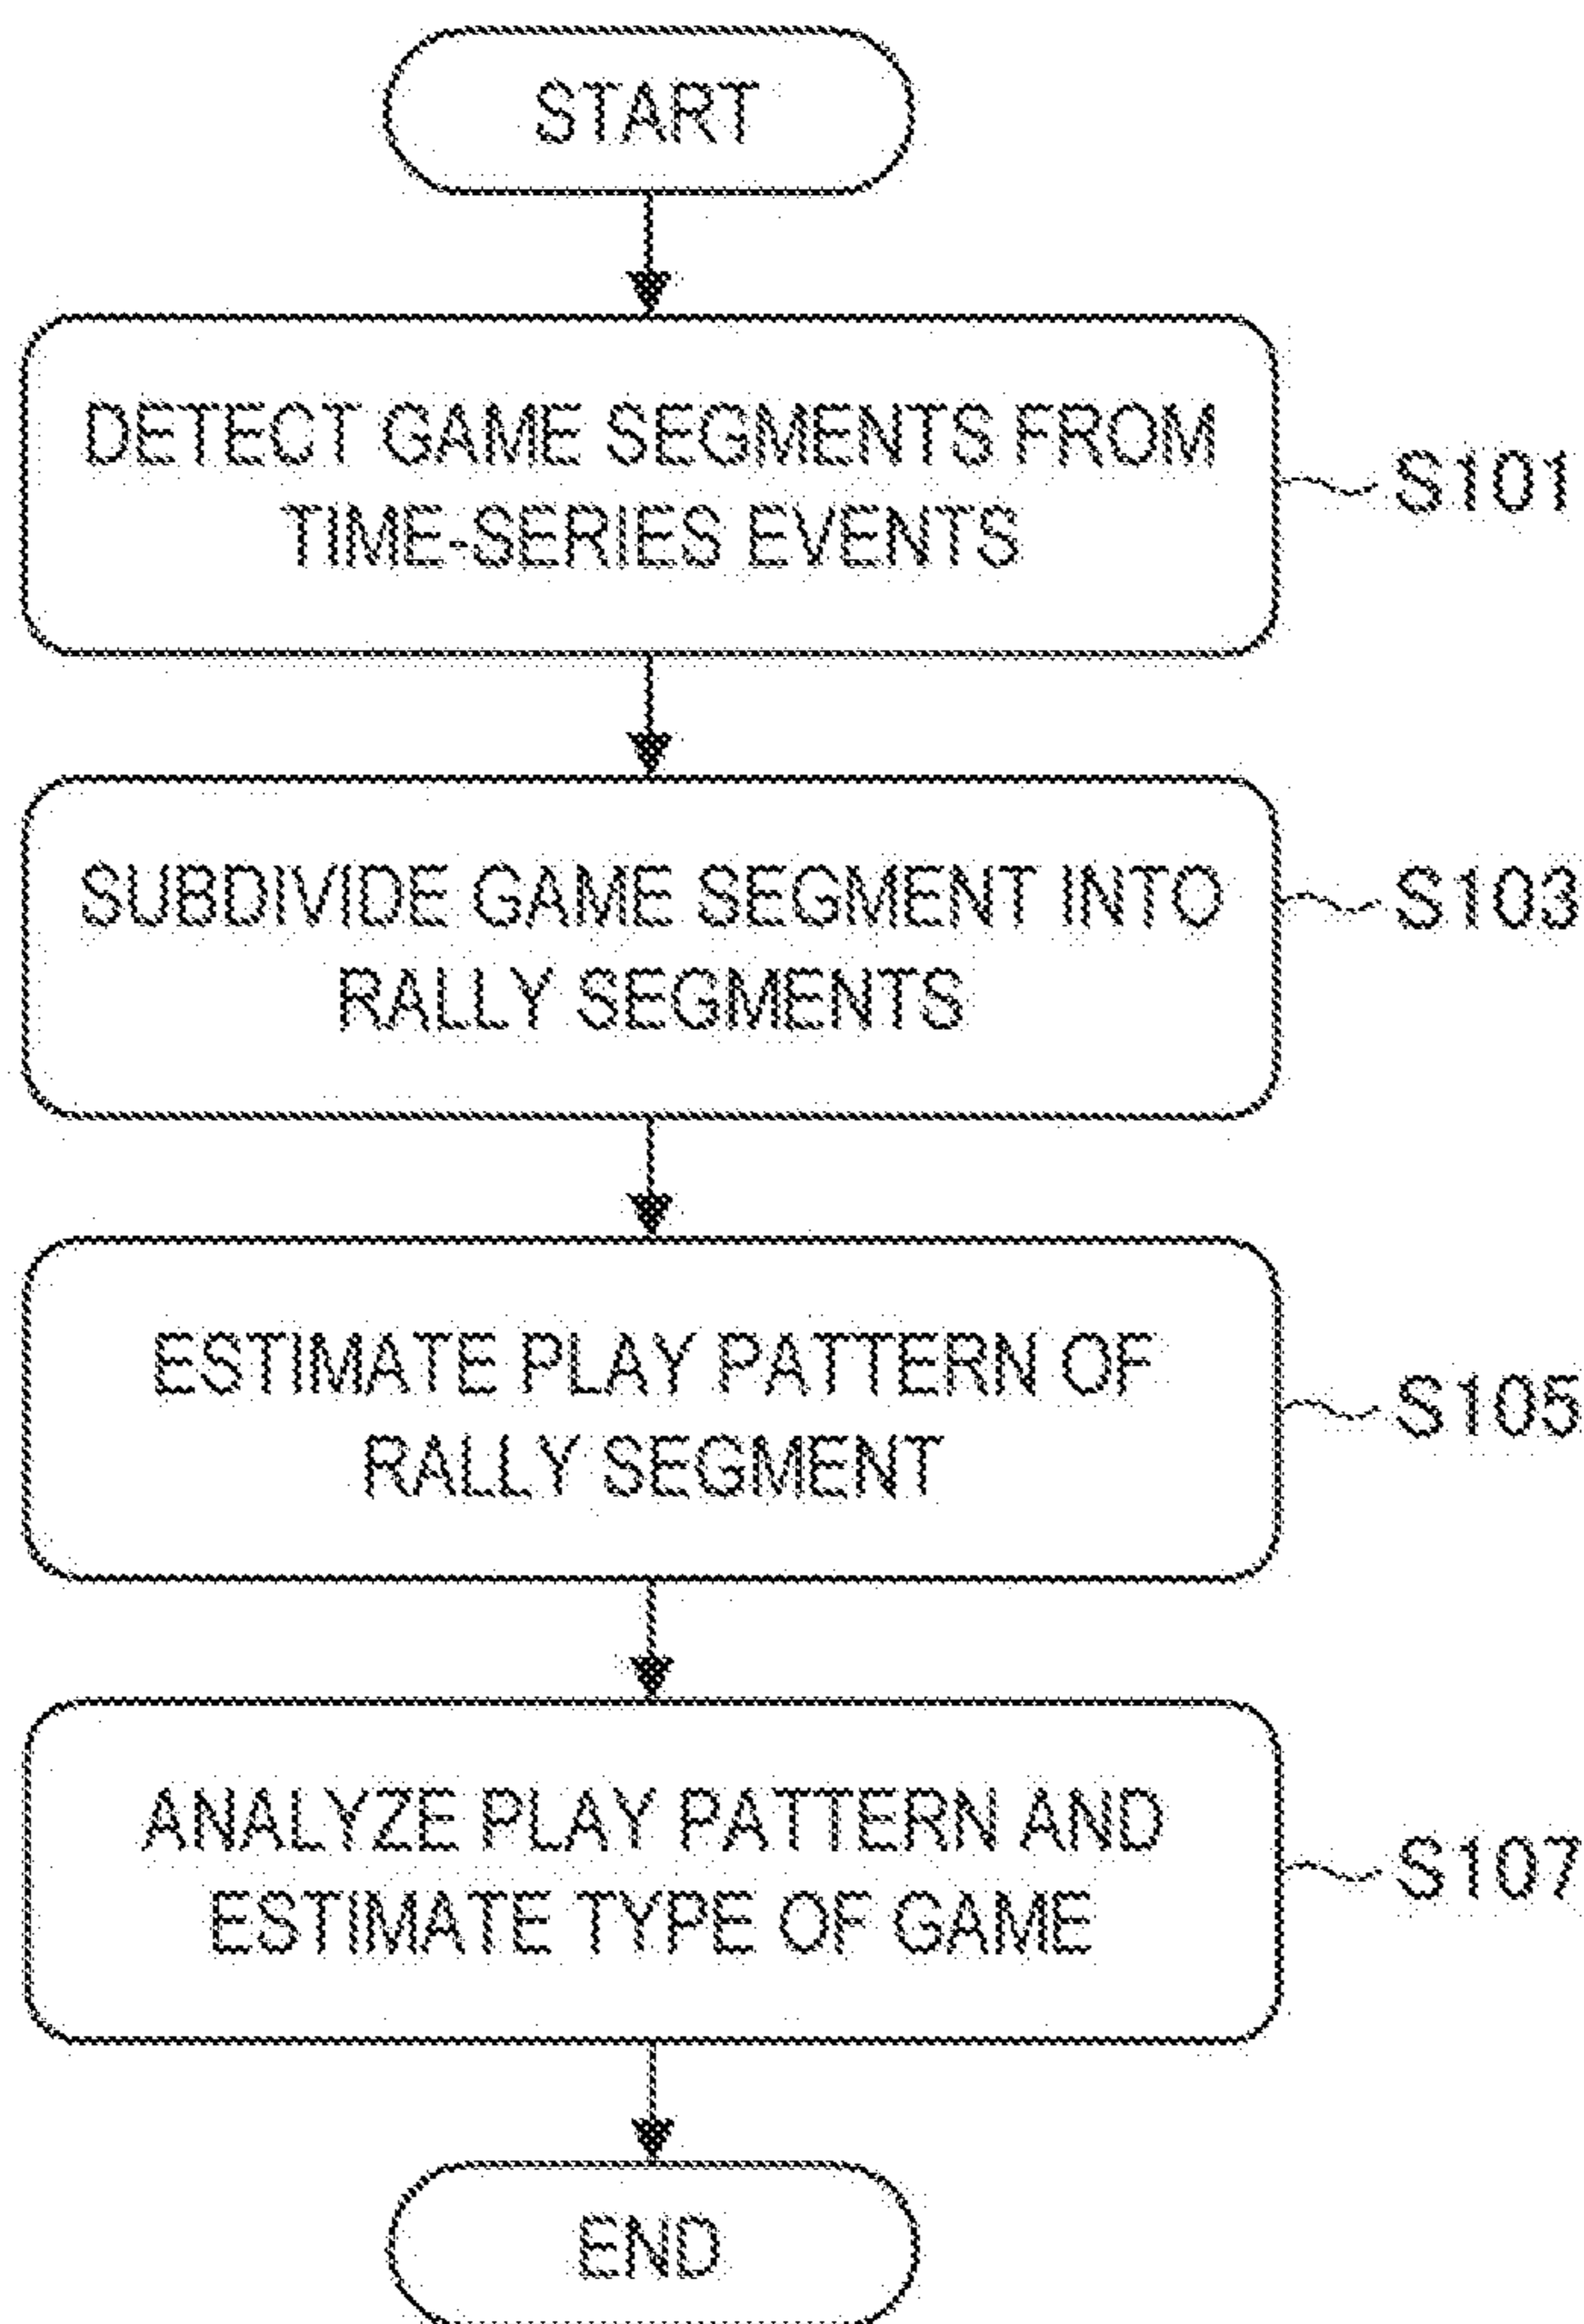 START
DETECT GAME SEGMENTS FROM
TIME-SERIES EVENTS
S101
SUBDIVIDE GAME SEGMENT INTO
RALLY SEGMENTS
S103
ESTIMATE PLAY PATTERN OF
RALLY SEGMENT
S105
ANALYZE PLAY PATTERN AND
ESTIMATE TYPE OF GAME
S107
END